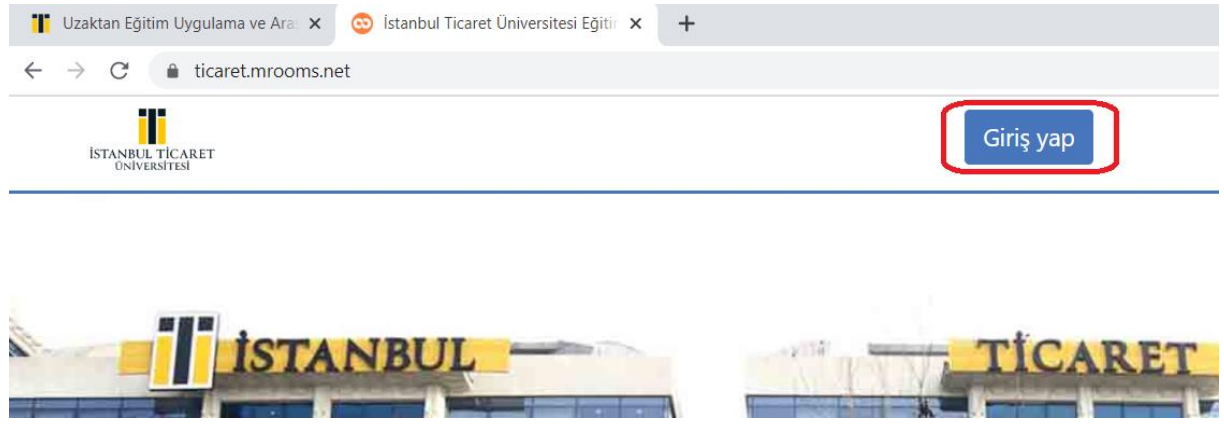 Uzaktan Eğitim Uygulama ve Ara
İstanbul Ticaret Üniversitesi Eğitin
ticaret.mrooms.net
İSTANBUL TİCARET
ÜNİVERSİTESİ
Giriş yap
İSTANBUL
TİCARET